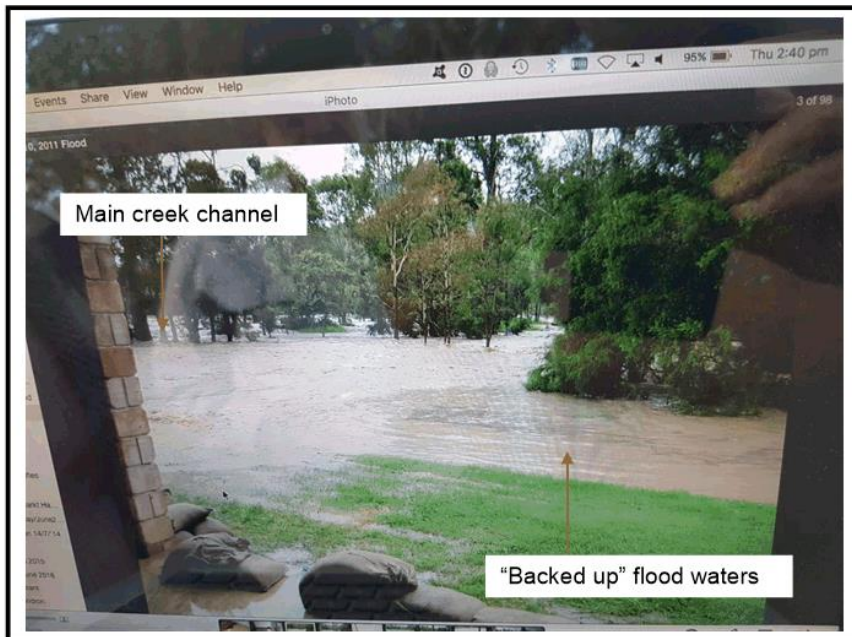 Events Share View Window Help
95%
Thu 2:40 pm
iPhoto
3 of 98
0, 2011 Flood
Main creek channel
"Backed up" flood waters